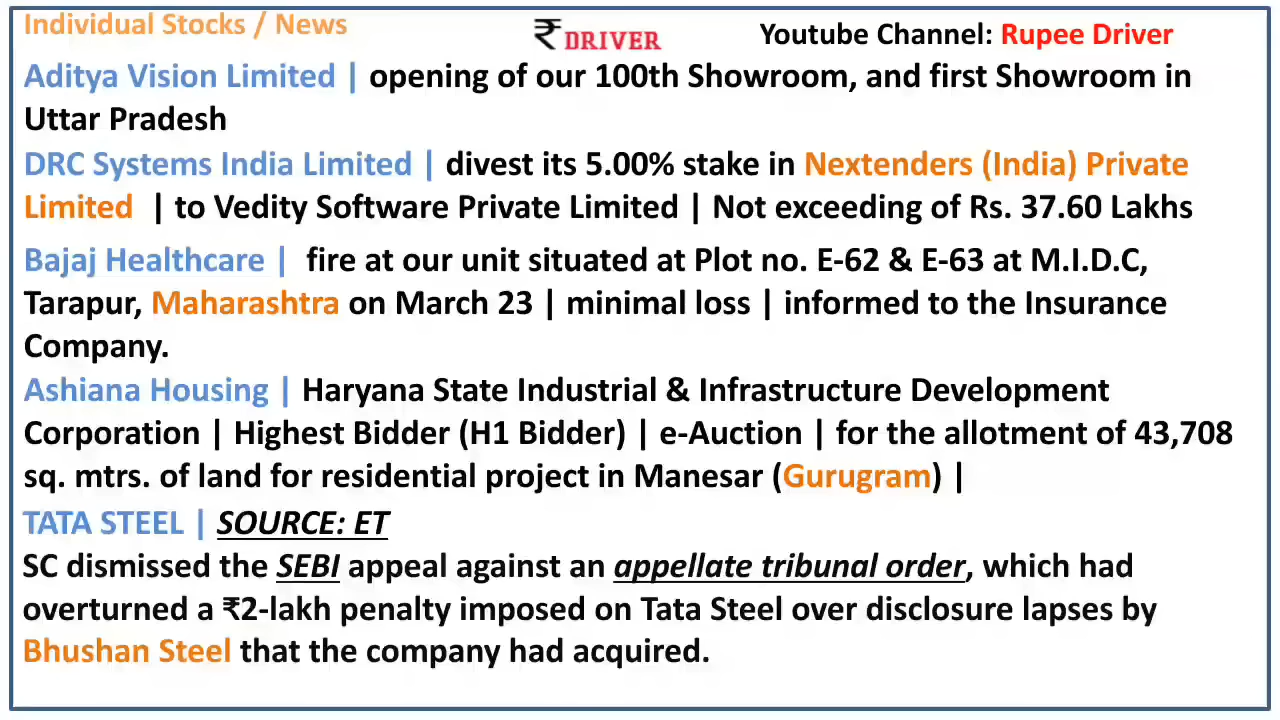 Individual Stocks / News
₹ DRIVER
Youtube Channel: Rupee Driver
Aditya Vision Limited | opening of our 100th Showroom, and first Showroom in
Uttar Pradesh
DRC Systems India Limited | divest its 5.00% stake in Nextenders (India) Private
Limited | to Vedity Software Private Limited | Not exceeding of Rs. 37.60 Lakhs
Bajaj Healthcare | fire at our unit situated at Plot no. E-62 & E-63 at M.I.D.C,
Tarapur, Maharashtra on March 23 | minimal loss | informed to the Insurance
Company.
Ashiana Housing | Haryana State Industrial & Infrastructure Development
Corporation | Highest Bidder (H1 Bidder) | e-Auction | for the allotment of 43,708
sq. mtrs. of land for residential project in Manesar (Gurugram) |
TATA STEEL | SOURCE: ET
SC dismissed the SEBI appeal against an appellate tribunal order, which had
overturned a ₹2-lakh penalty imposed on Tata Steel over disclosure lapses by
Bhushan Steel that the company had acquired.